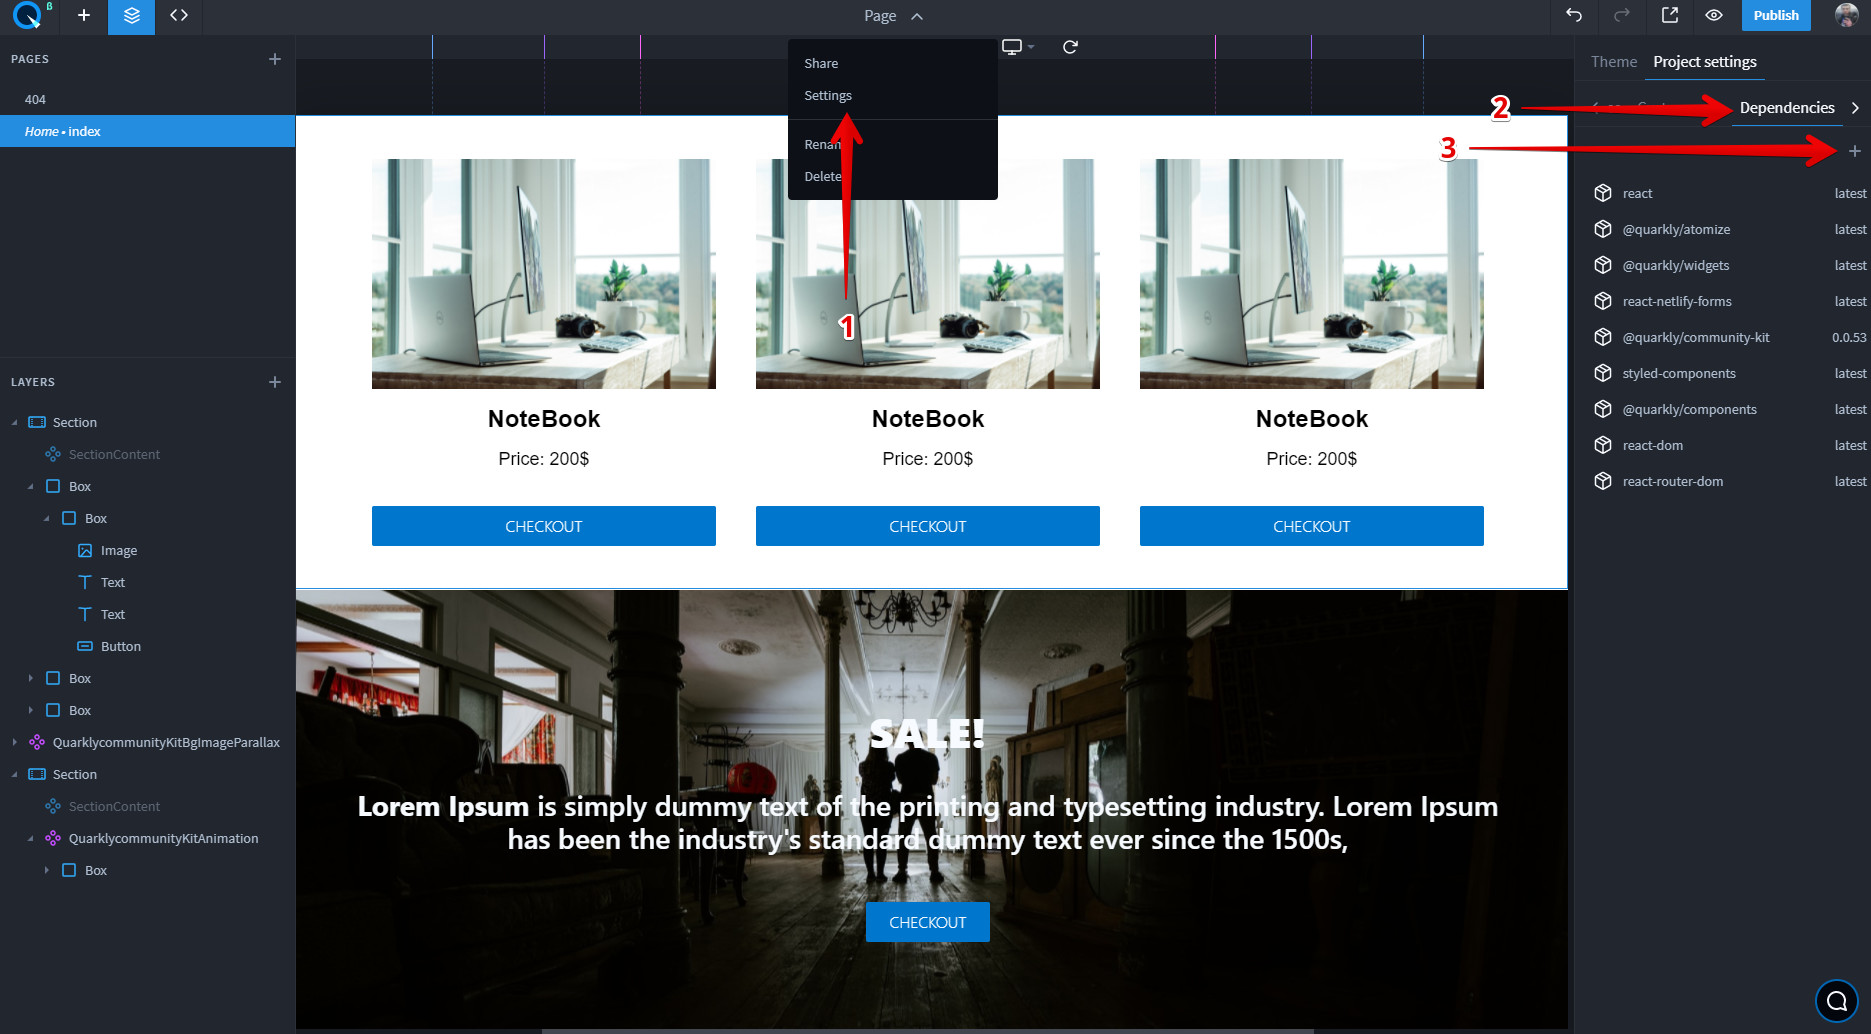 β
Page
Publish
PAGES
404
Home • index
Share
Settings
Renam
Delete
Theme
Project settings
2
Dependencies
3
react latest
@quarkly/atomize latest
@quarkly/widgets latest
react-netlify-forms latest
@quarkly/community-kit 0.0.53
styled-components latest
@quarkly/components latest
react-dom latest
react-router-dom latest
1
NoteBook
Price: 200$
CHECKOUT
NoteBook
Price: 200$
CHECKOUT
NoteBook
Price: 200$
CHECKOUT
LAYERS
Section
SectionContent
Box
Box
Image
Text
Text
Button
Box
Box
QuarklycommunityKitBgImageParallax
Section
SectionContent
QuarklycommunityKitAnimation
Box
SALE!
Lorem Ipsum is simply dummy text of the printing and typesetting industry. Lorem Ipsum
has been the industry's standard dummy text ever since the 1500s,
CHECKOUT